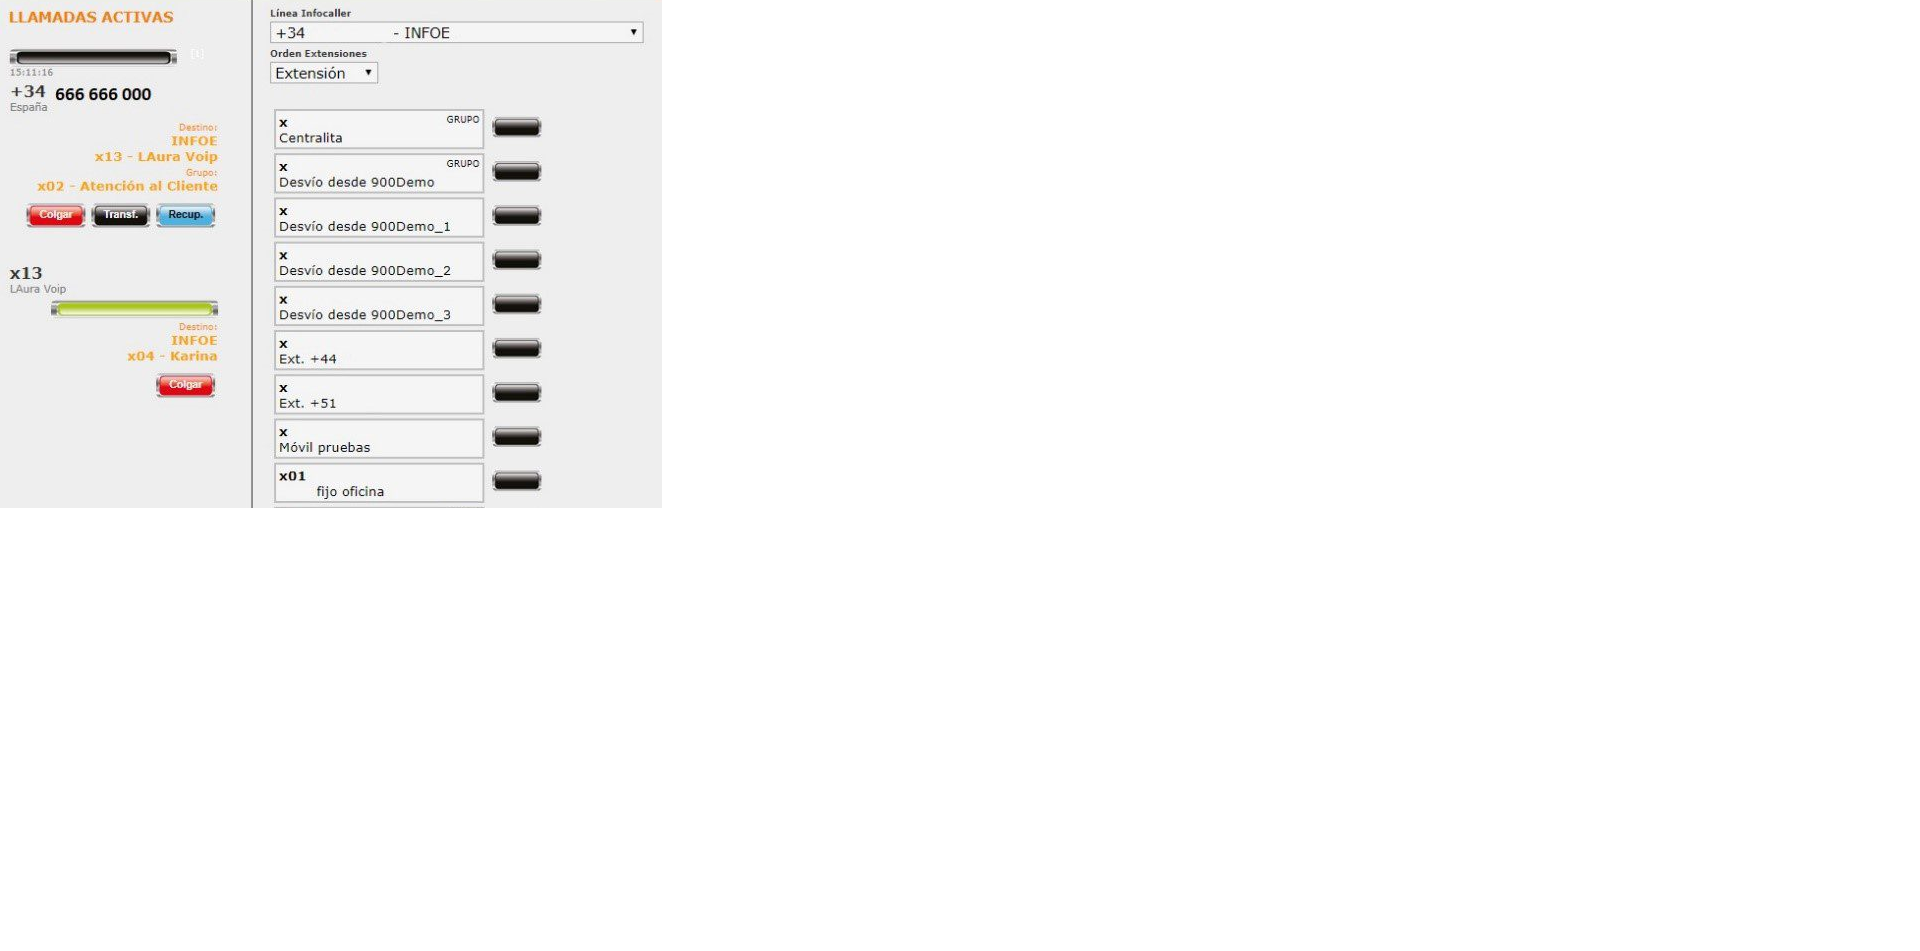 LLAMADAS ACTIVAS
[1]
15:11:16
+34 666 666 000
España
Destino:
INFOE
x13 - LAura Voip
Grupo:
x02 - Atención al Cliente
Colgar Transf. Recup.
x13
LAura Voip
Destino:
INFOE
x04 - Karina
Colgar
Línea Infocaller
+34 - INFOE
Orden Extensiones
Extensión
x GRUPO
Centralita
x GRUPO
Desvío desde 900Demo
x
Desvío desde 900Demo_1
x
Desvío desde 900Demo_2
x
Desvío desde 900Demo_3
x
Ext. +44
x
Ext. +51
x
Móvil pruebas
x01
fijo oficina